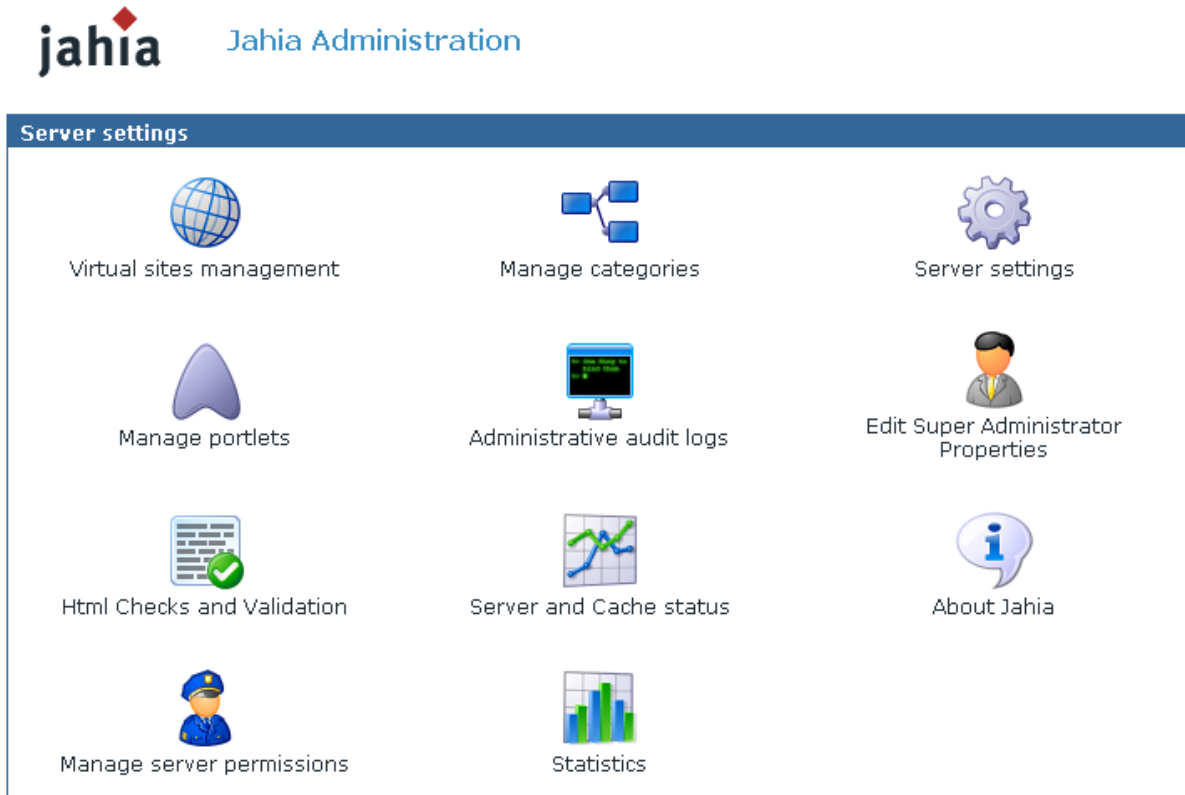 jahia
Jahia Administration
Server settings
Virtual sites management
Manage categories
Server settings
Manage portlets
Administrative audit logs
Edit Super Administrator
Properties
Html Checks and Validation
Server and Cache status
About Jahia
Manage server permissions
Statistics